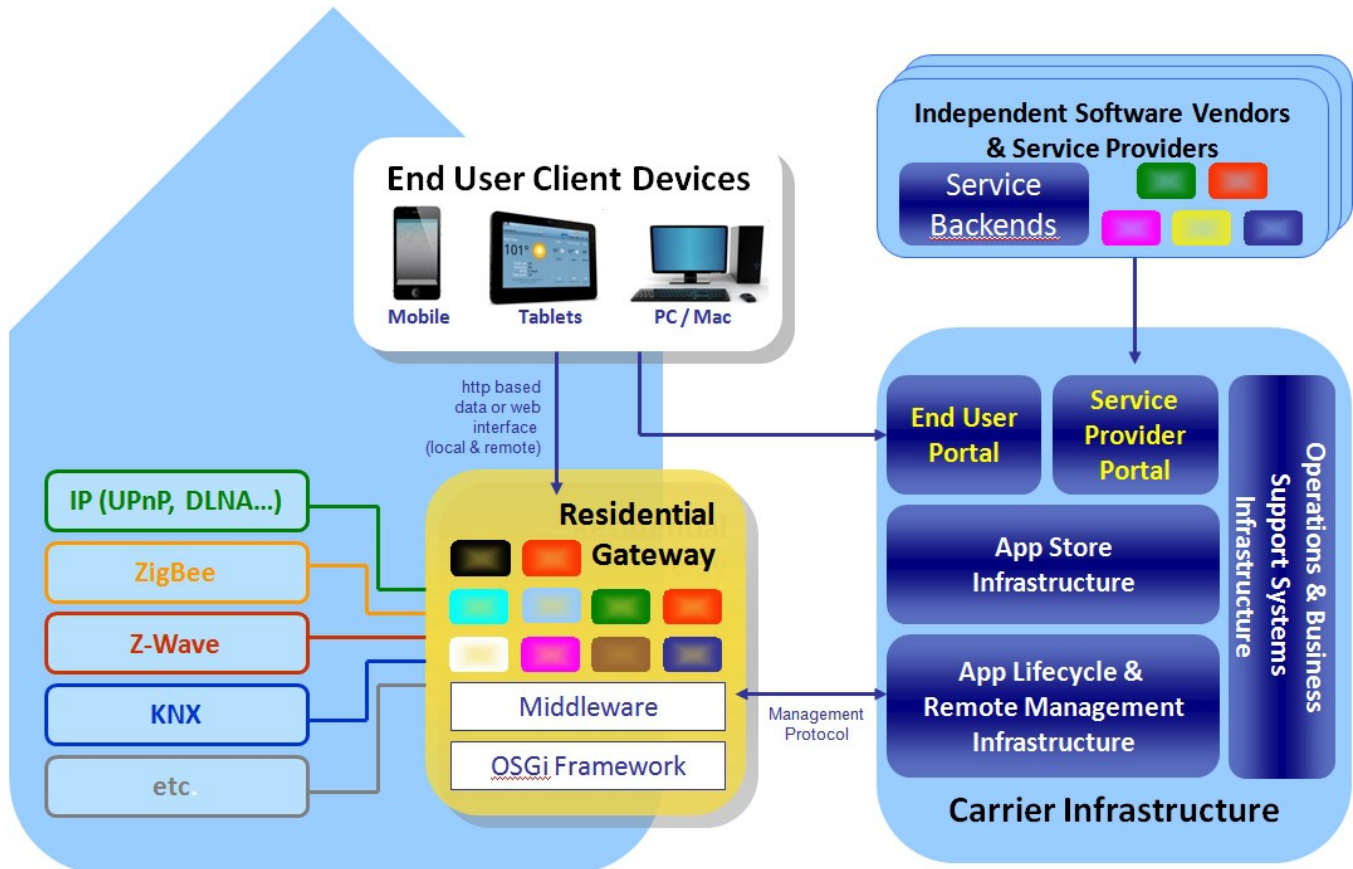 End User Client Devices
101°
Mobile
Tablets
PC / Mac
http based
data or web
interface
(local & remote)
Independent Software Vendors
& Service Providers
Service
Backends
End User
Portal
Service
Provider
Portal
App Store
Infrastructure
App Lifecycle &
Remote Management
Infrastructure
Operations & Business
Support Systems
Infrastructure
Carrier Infrastructure
IP (UPnP, DLNA...)
ZigBee
Z-Wave
KNX
etc.
Residential
Gateway
Middleware
OSGi Framework
Management
Protocol